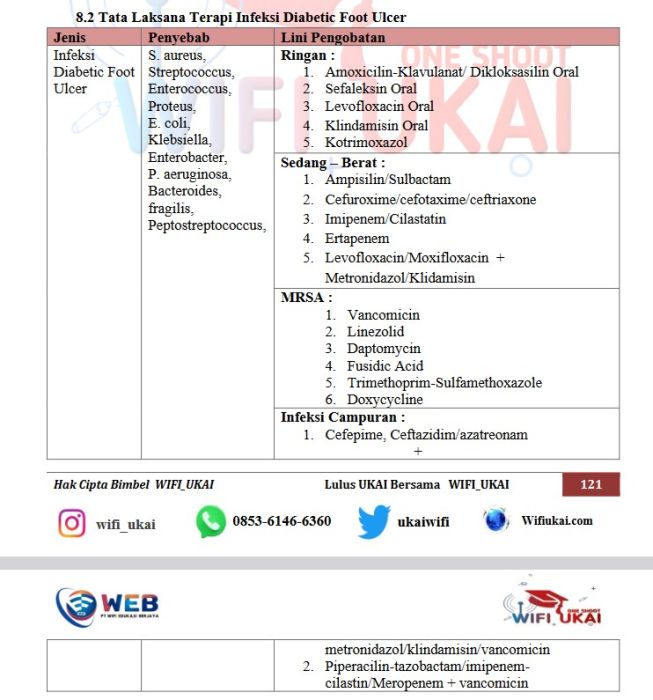 8.2 Tata Laksana Terapi Infeksi Diabetic Foot Ulcer
Jenis Penyebab Lini Pengobatan
Infeksi
Diabetic Foot
Ulcer
S. aureus,
Streptococcus,
Enterococcus,
Proteus,
E. coli,
Klebsiella,
Enterobacter,
P. aeruginosa,
Bacteroides,
fragilis,
Peptostreptococcus,
Ringan :
1. Amoxicilin-Klavulanat/ Dikloksasilin Oral
2. Sefaleksin Oral
3. Levofloxacin Oral
4. Klindamisin Oral
5. Kotrimoxazol
Sedang – Berat :
1. Ampisilin/Sulbactam
2. Cefuroxime/cefotaxime/ceftriaxone
3. Imipenem/Cilastatin
4. Ertapenem
5. Levofloxacin/Moxifloxacin +
Metronidazol/Klidamisin
MRSA :
1. Vancomicin
2. Linezolid
3. Daptomycin
4. Fusidic Acid
5. Trimethoprim-Sulfamethoxazole
6. Doxycycline
Infeksi Campuran :
1. Cefepime, Ceftazidim/azatreonam
+
ONE SHOOT
WIFI UKAI
Hak Cipta Bimbel WIFI_UKAI Lulus UKAI Bersama WIFI_UKAI 121
wifi_ukai 0853-6146-6360 ukaiwifi Wifiukai.com
WEB
PT WIFI EDUKASI BERJAYA
ONE SHOOT
WIFI_UKAI
metronidazol/klindamisin/vancomicin
2. Piperacilin-tazobactam/imipenem-
cilastin/Meropenem + vancomicin